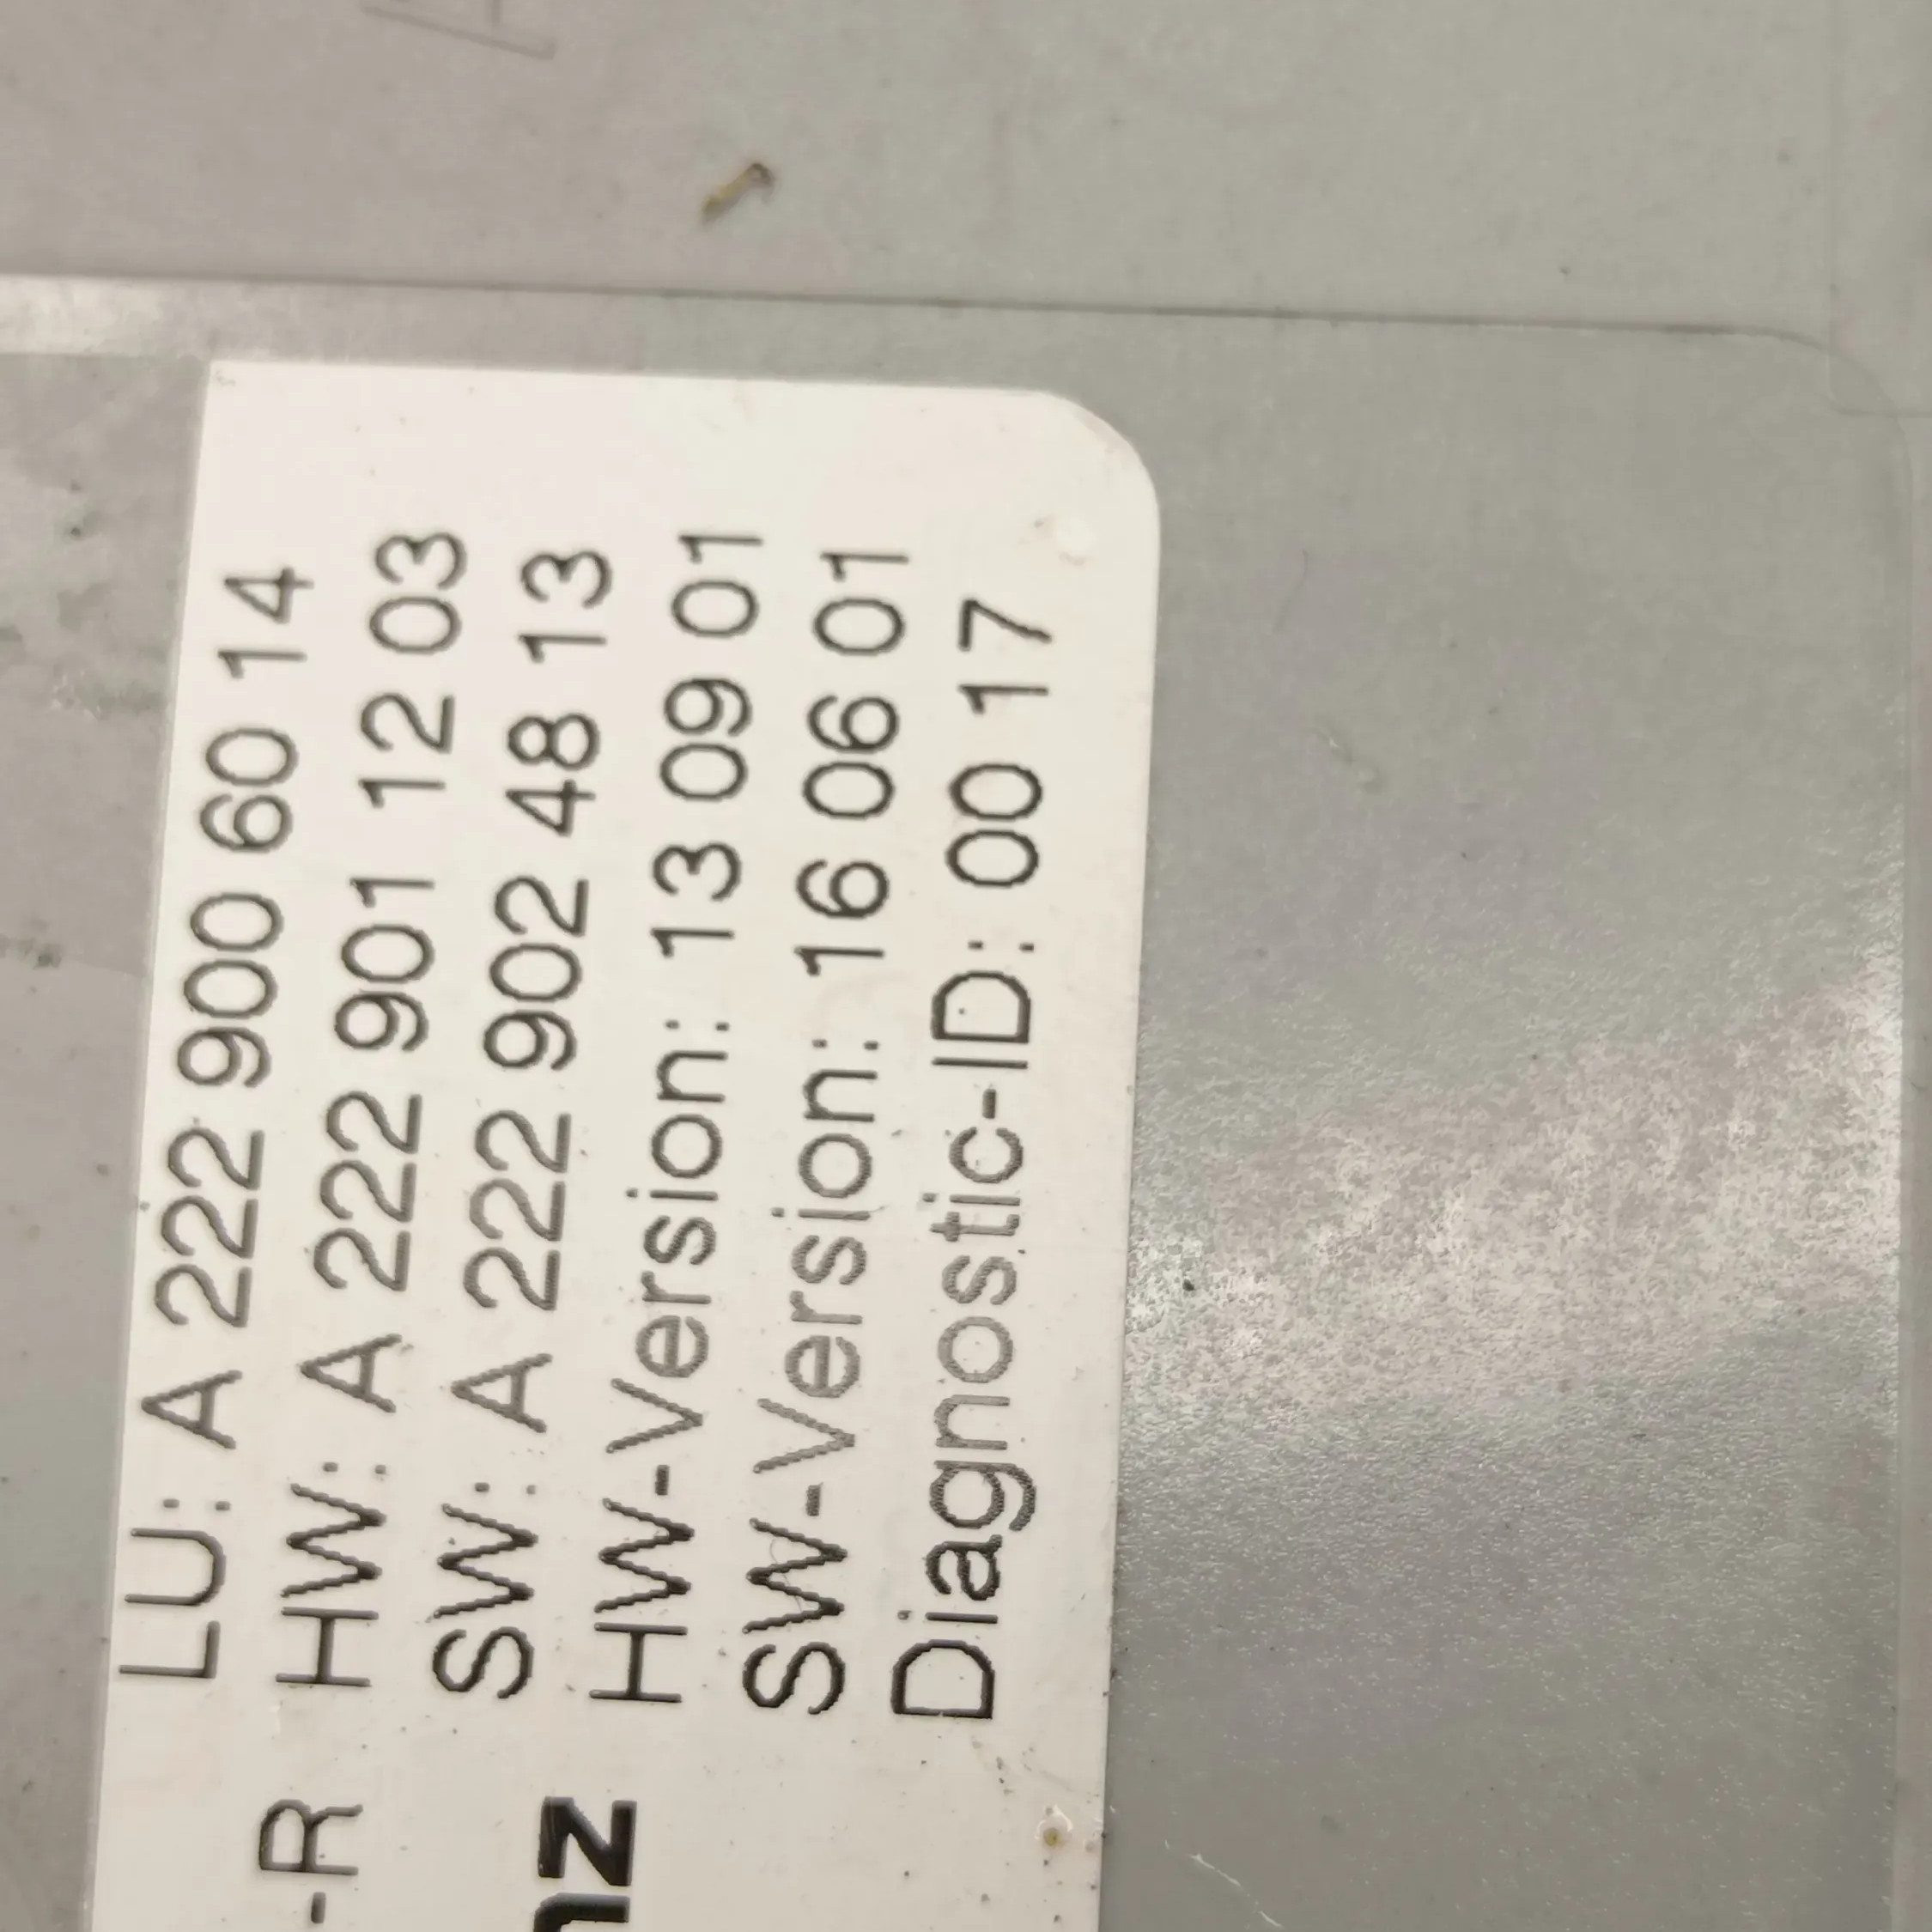 LU: A 222 900 60 14
-R HW: A 222 901 12 03
SW: A 222 902 48 13
nz HW-Version: 13 09 01
SW-Version: 16 06 01
Diagnostic-ID: 00 17